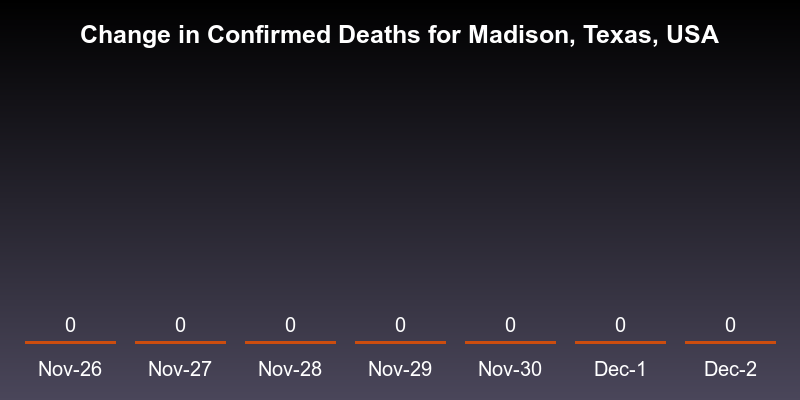 Change in Confirmed Deaths for Madison, Texas, USA
0 0 0 0 0 0 0
Nov-26 Nov-27 Nov-28 Nov-29 Nov-30 Dec-1 Dec-2